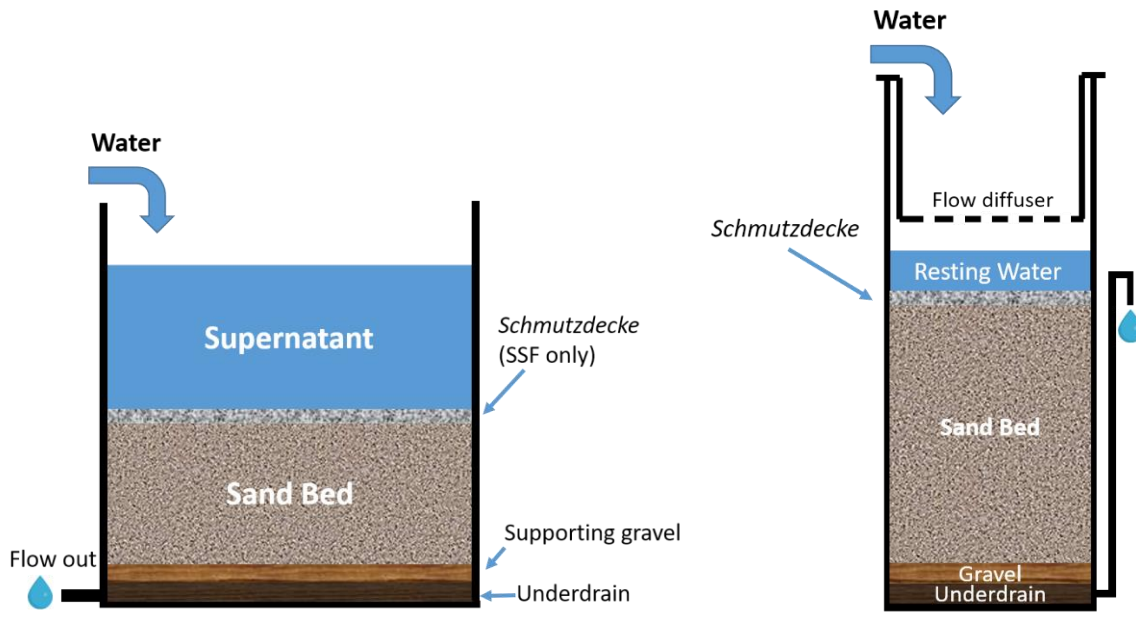 Water
Supernatant
Schmutzdecke
(SSF only)
Sand Bed
Supporting gravel
Flow out
Underdrain
Water
Flow diffuser
Schmutzdecke
Resting Water
Sand Bed
Gravel
Underdrain